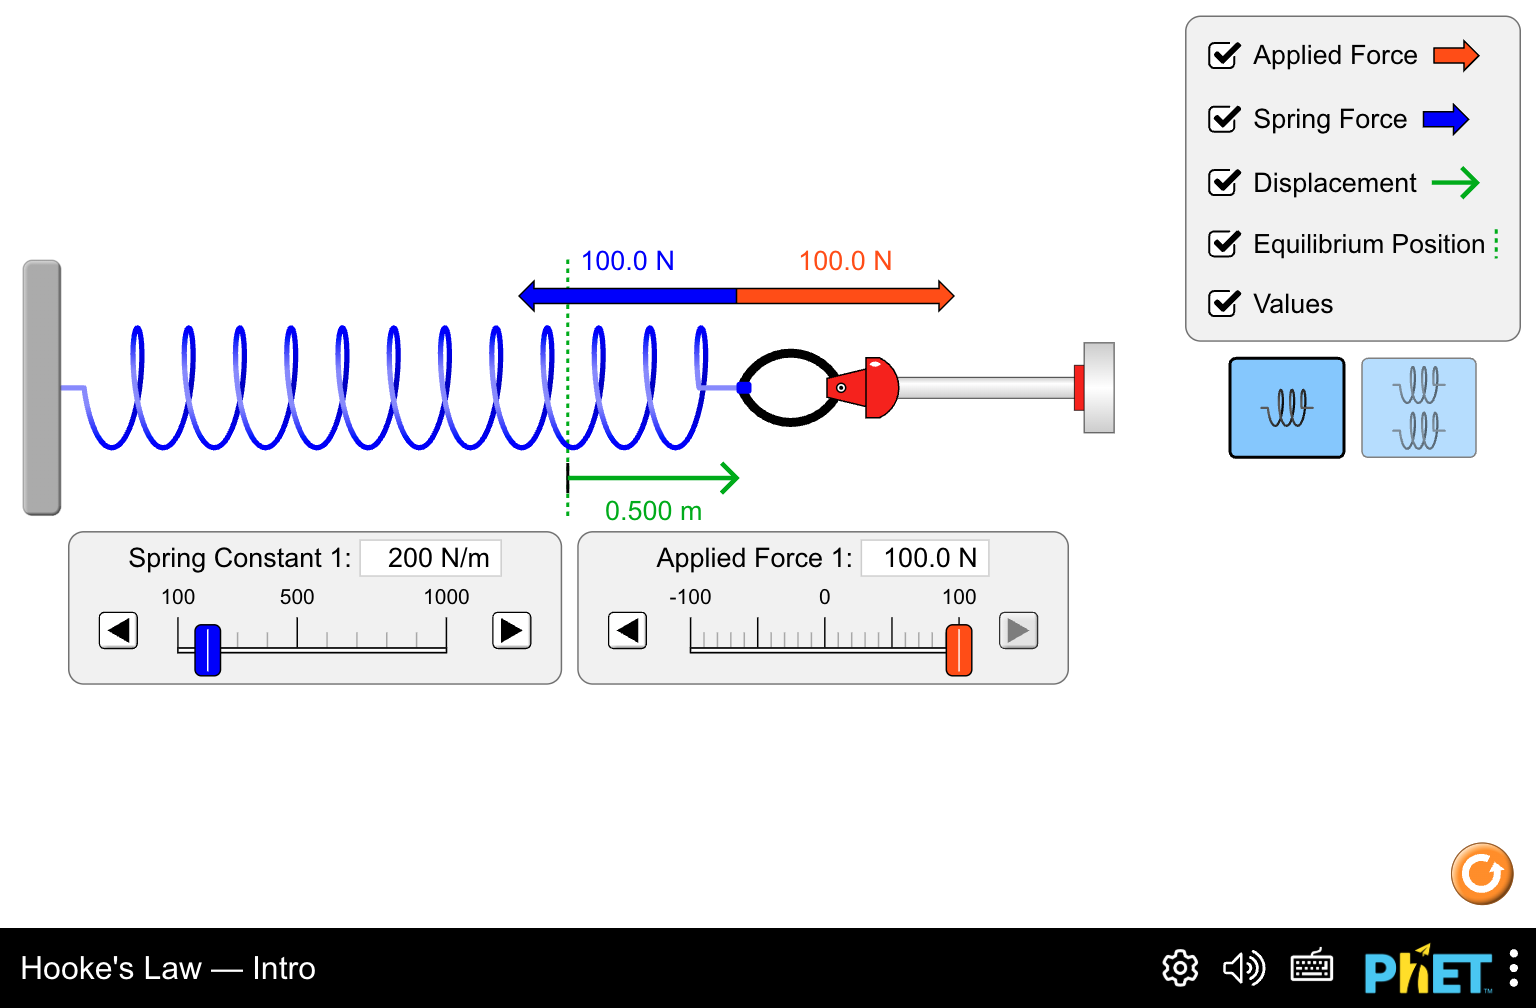 Applied Force
Spring Force
Displacement
Equilibrium Position
Values
100.0 N 100.0 N
0.500 m
Spring Constant 1: 200 N/m
100 500 1000
Applied Force 1: 100.0 N
-100 0 100
Hooke's Law — Intro
PhET™